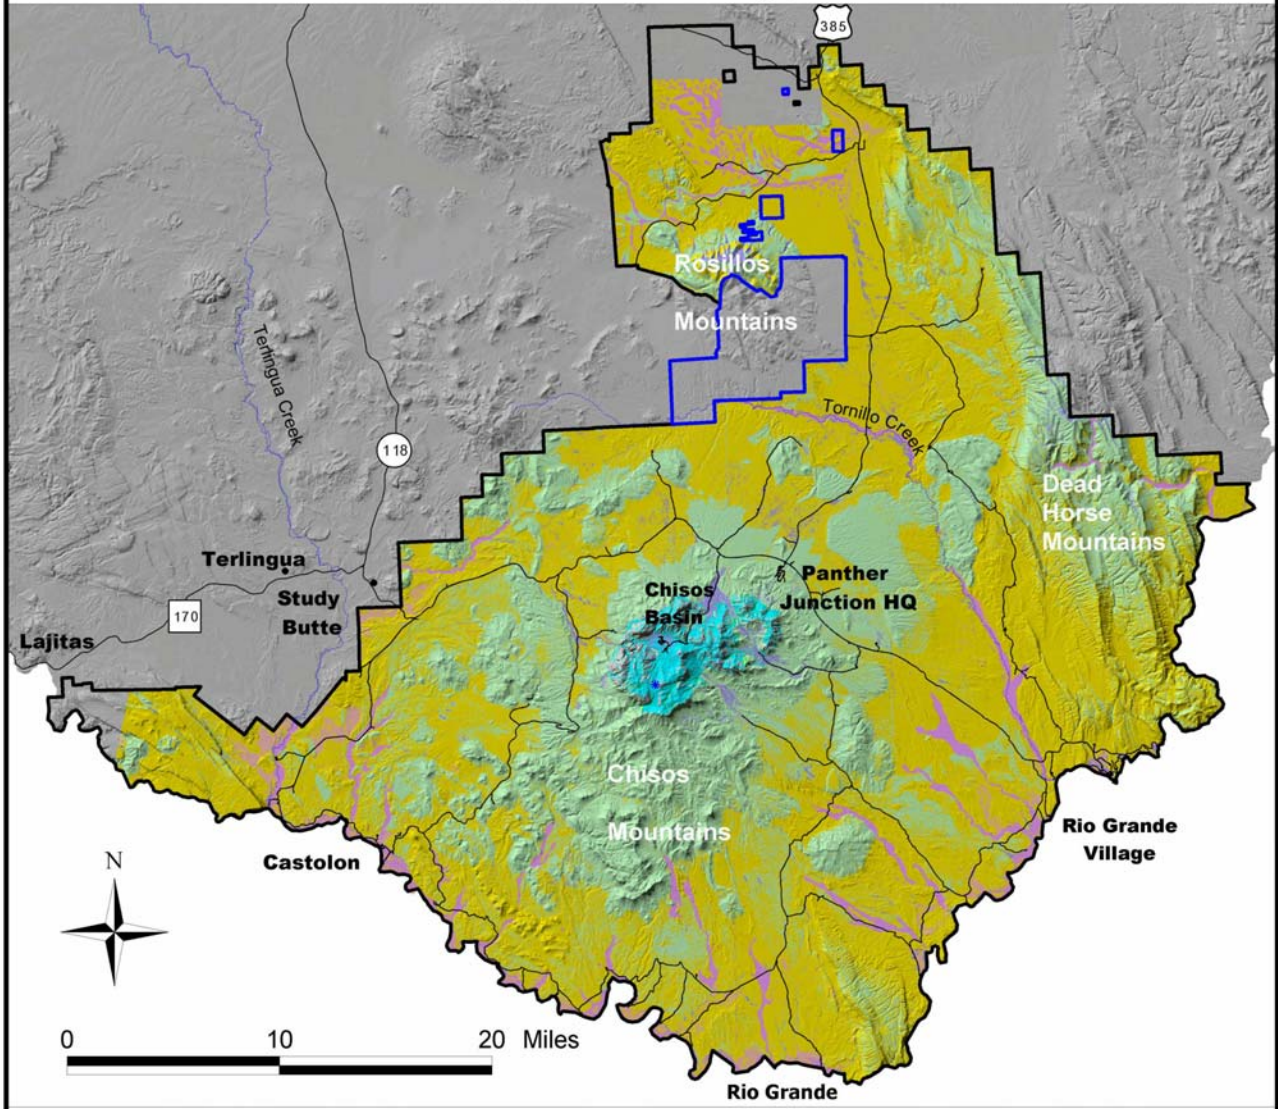 385
Rosillos
Mountains
Terlingua Creek
Tornillo Creek
118
Dead
Horse
Mountains
Terlingua
Study
Butte
170
Lajitas
Chisos
Basin
Panther
Junction HQ
Chisos
Mountains
Castolon
Rio Grande
Village
N
0 10 20 Miles
Rio Grande